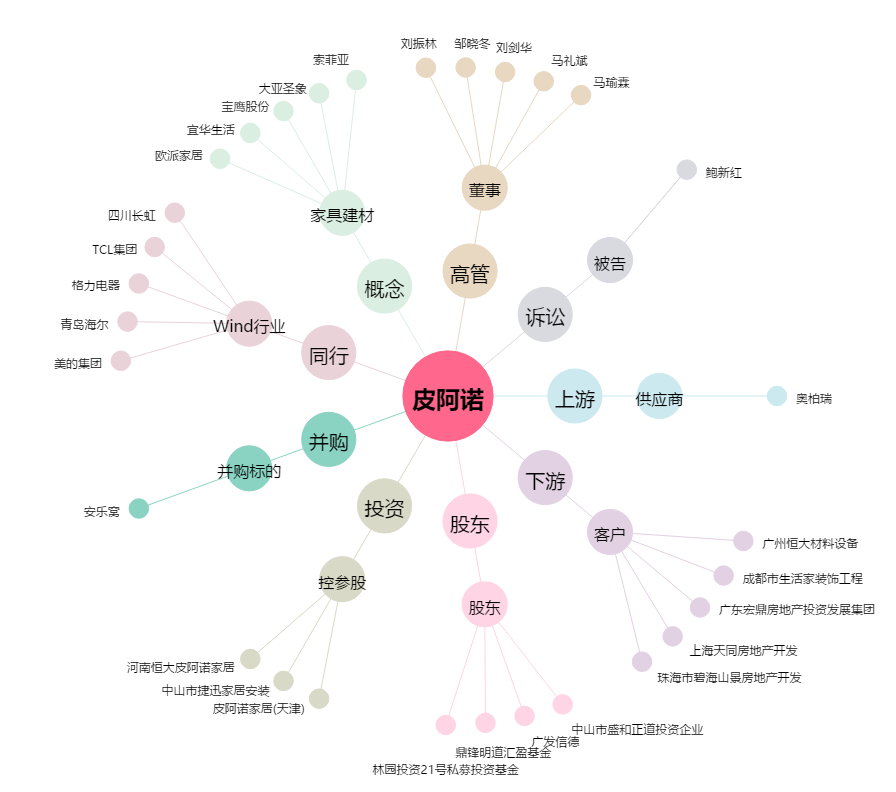 刘振林
邹晓冬
刘剑华
马礼斌
马瑜霖
索菲亚
大亚圣象
宝鹰股份
宜华生活
欧派家居
鲍新红
董事
家具建材
四川长虹
TCL集团
格力电器
青岛海尔
美的集团
被告
高管
概念
诉讼
Wind行业
同行
皮阿诺
上游
供应商
奥柏瑞
并购
并购标的
安乐窝
投资
股东
下游
客户
控参股
股东
广州恒大材料设备
成都市生活家装饰工程
广东宏鼎房地产投资发展集团
上海天同房地产开发
珠海市碧海山景房地产开发
河南恒大皮阿诺家居
中山市捷迅家居安装
皮阿诺家居(天津)
中山市盛和正道投资企业
广发信德
鼎锋明道汇盈基金
林园投资21号私募投资基金